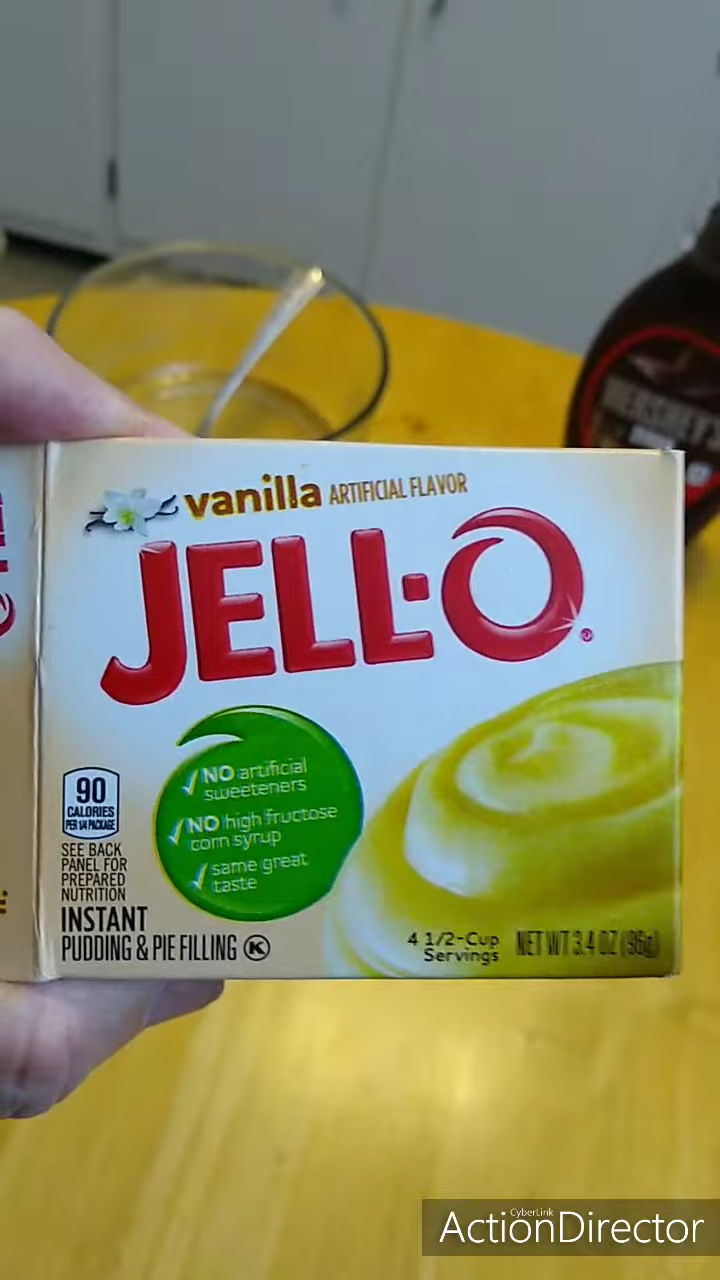 HERSHEY'S
vanilla ARTIFICIAL FLAVOR
JELL-O
®
✓NO artificial
sweeteners
✓NO high fructose
corn syrup
✓same great
taste
90
CALORIES
PER 1/4 PACKAGE
SEE BACK
PANEL FOR
PREPARED
NUTRITION
INSTANT
PUDDING & PIE FILLING K
4 1/2-Cup
Servings
NET WT 3.4 OZ (96g)
CyberLink
ActionDirector